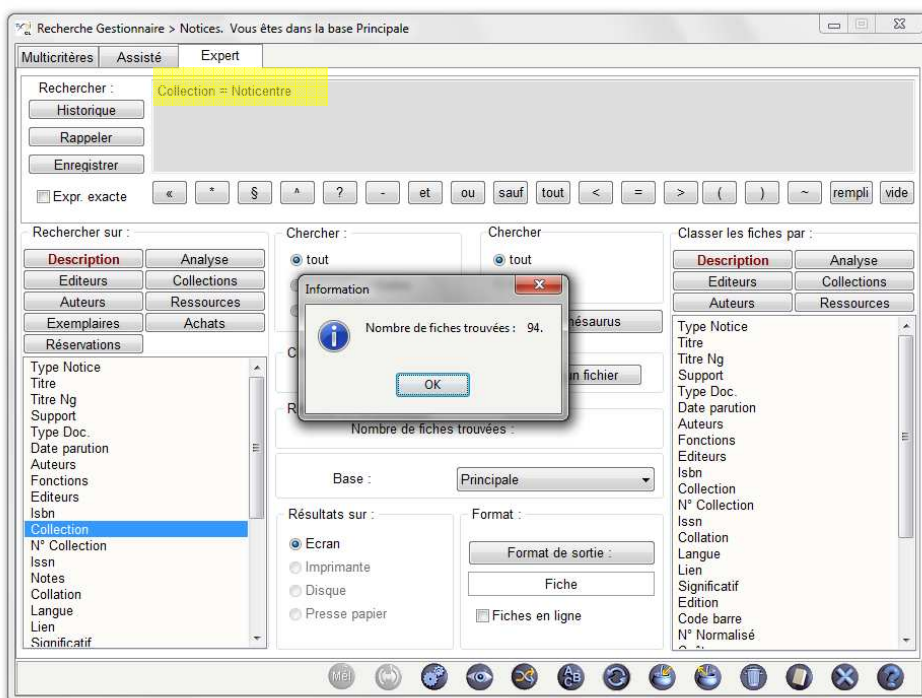 Recherche Gestionnaire > Notices. Vous êtes dans la base Principale
Multicritères Assisté Expert
Rechercher :
Collection = Noticentre
Historique
Rappeler
Enregistrer
Expr. exacte
« * § ^ ? - et ou sauf tout < = > ( ) ~ rempli vide
Rechercher sur :
Description Analyse
Editeurs Collections
Auteurs Ressources
Exemplaires Achats
Réservations
Type Notice
Titre
Titre Ng
Support
Type Doc.
Date parution
Auteurs
Fonctions
Editeurs
Isbn
Collection
N° Collection
Issn
Notes
Collation
Langue
Lien
Significatif
Chercher :
tout
Chercher
tout
Information
Nombre de fiches trouvées : 94.
OK
un fichier
Nombre de fiches trouvées :
Base : Principale
Résultats sur :
Ecran
Imprimante
Disque
Presse papier
Format :
Format de sortie :
Fiche
Fiches en ligne
Classer les fiches par :
Description Analyse
Editeurs Collections
Auteurs Ressources
Type Notice
Titre
Titre Ng
Support
Type Doc.
Date parution
Auteurs
Fonctions
Editeurs
Isbn
Collection
N° Collection
Issn
Collation
Langue
Lien
Significatif
Edition
Code barre
N° Normalisé
Mél
ABC